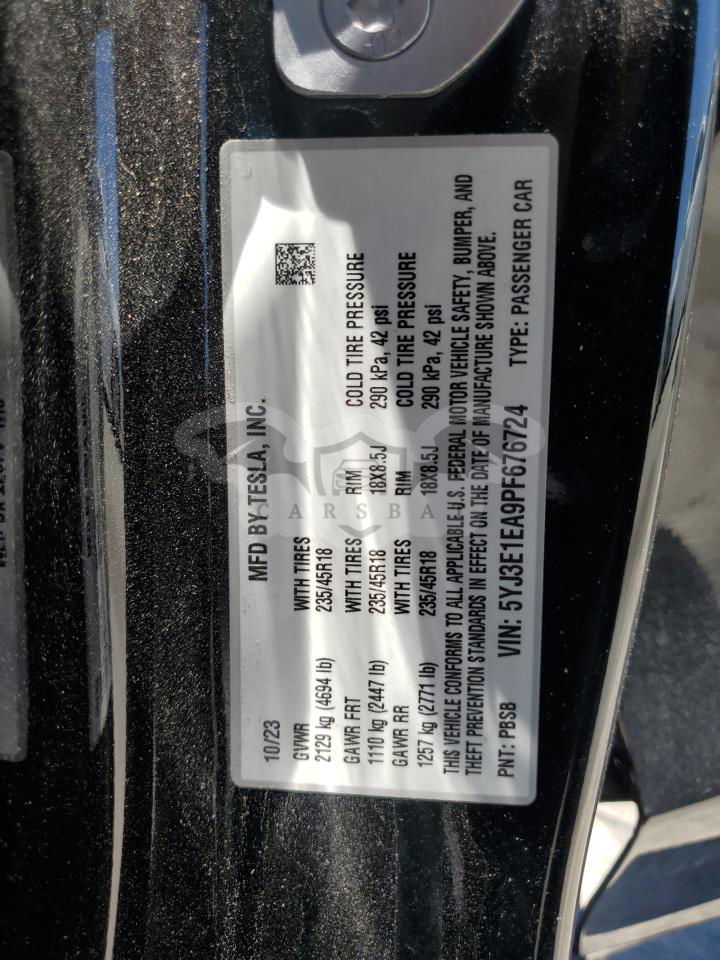 10/23 MFD BY TESLA, INC.
GVWR WITH TIRES
2129 kg (4694 lb) 235/45R18
GAWR FRT WITH TIRES RIM COLD TIRE PRESSURE
1110 kg (2447 lb) 235/45R18 18X8.5J 290 kPa, 42 psi
GAWR RR WITH TIRES RIM COLD TIRE PRESSURE
1257 kg (2771 lb) 235/45R18 18X8.5J 290 kPa, 42 psi
THIS VEHICLE CONFORMS TO ALL APPLICABLE U.S. FEDERAL MOTOR VEHICLE SAFETY, BUMPER, AND
THEFT PREVENTION STANDARDS IN EFFECT ON THE DATE OF MANUFACTURE SHOWN ABOVE.
PNT: PBSB VIN: 5YJ3E1EA9PF676724 TYPE: PASSENGER CAR